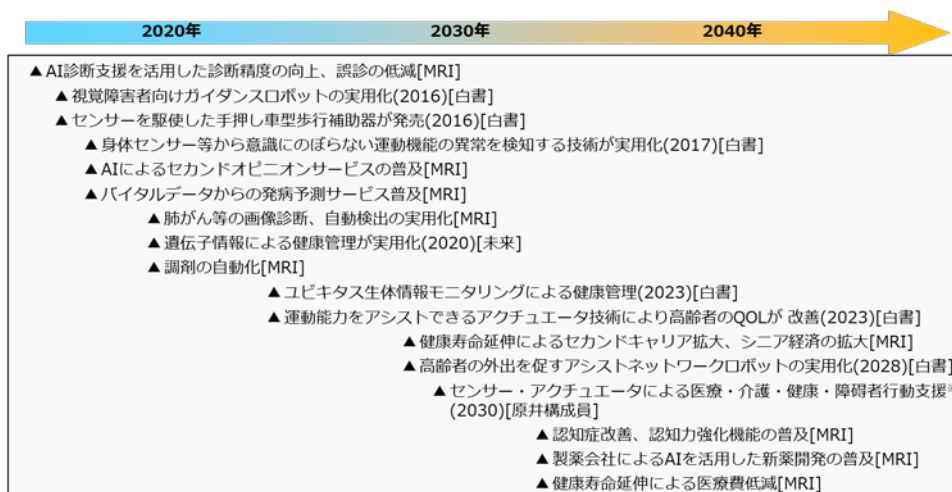 2020年 2030年 2040年
▲AI診断支援を活用した診断精度の向上、誤診の低減[MRI]
▲視覚障害者向けガイダンスロボットの実用化(2016)[白書]
▲センサーを駆使した手押し車型歩行補助器が発売(2016)[白書]
▲身体センサー等から意識にのぼらない運動機能の異常を検知する技術が実用化(2017)[白書]
▲AIによるセカンドオピニオンサービスの普及[MRI]
▲バイタルデータからの発病予測サービス普及[MRI]
▲肺がん等の画像診断、自動検出の実用化[MRI]
▲遺伝子情報による健康管理が実用化(2020)[未来]
▲調剤の自動化[MRI]
▲ユビキタス生体情報モニタリングによる健康管理(2023)[白書]
▲運動能力をアシストできるアクチュエータ技術により高齢者のQOLが 改善(2023)[白書]
▲健康寿命延伸によるセカンドキャリア拡大、シニア経済の拡大[MRI]
▲高齢者の外出を促すアシストネットワークロボットの実用化(2028)[白書]
▲センサー・アクチュエータによる医療・介護・健康・障碍者行動支援※
(2030)[原井構成員]
▲認知症改善、認知力強化機能の普及[MRI]
▲製薬会社によるAIを活用した新薬開発の普及[MRI]
▲健康寿命延伸による医療費低減[MRI]